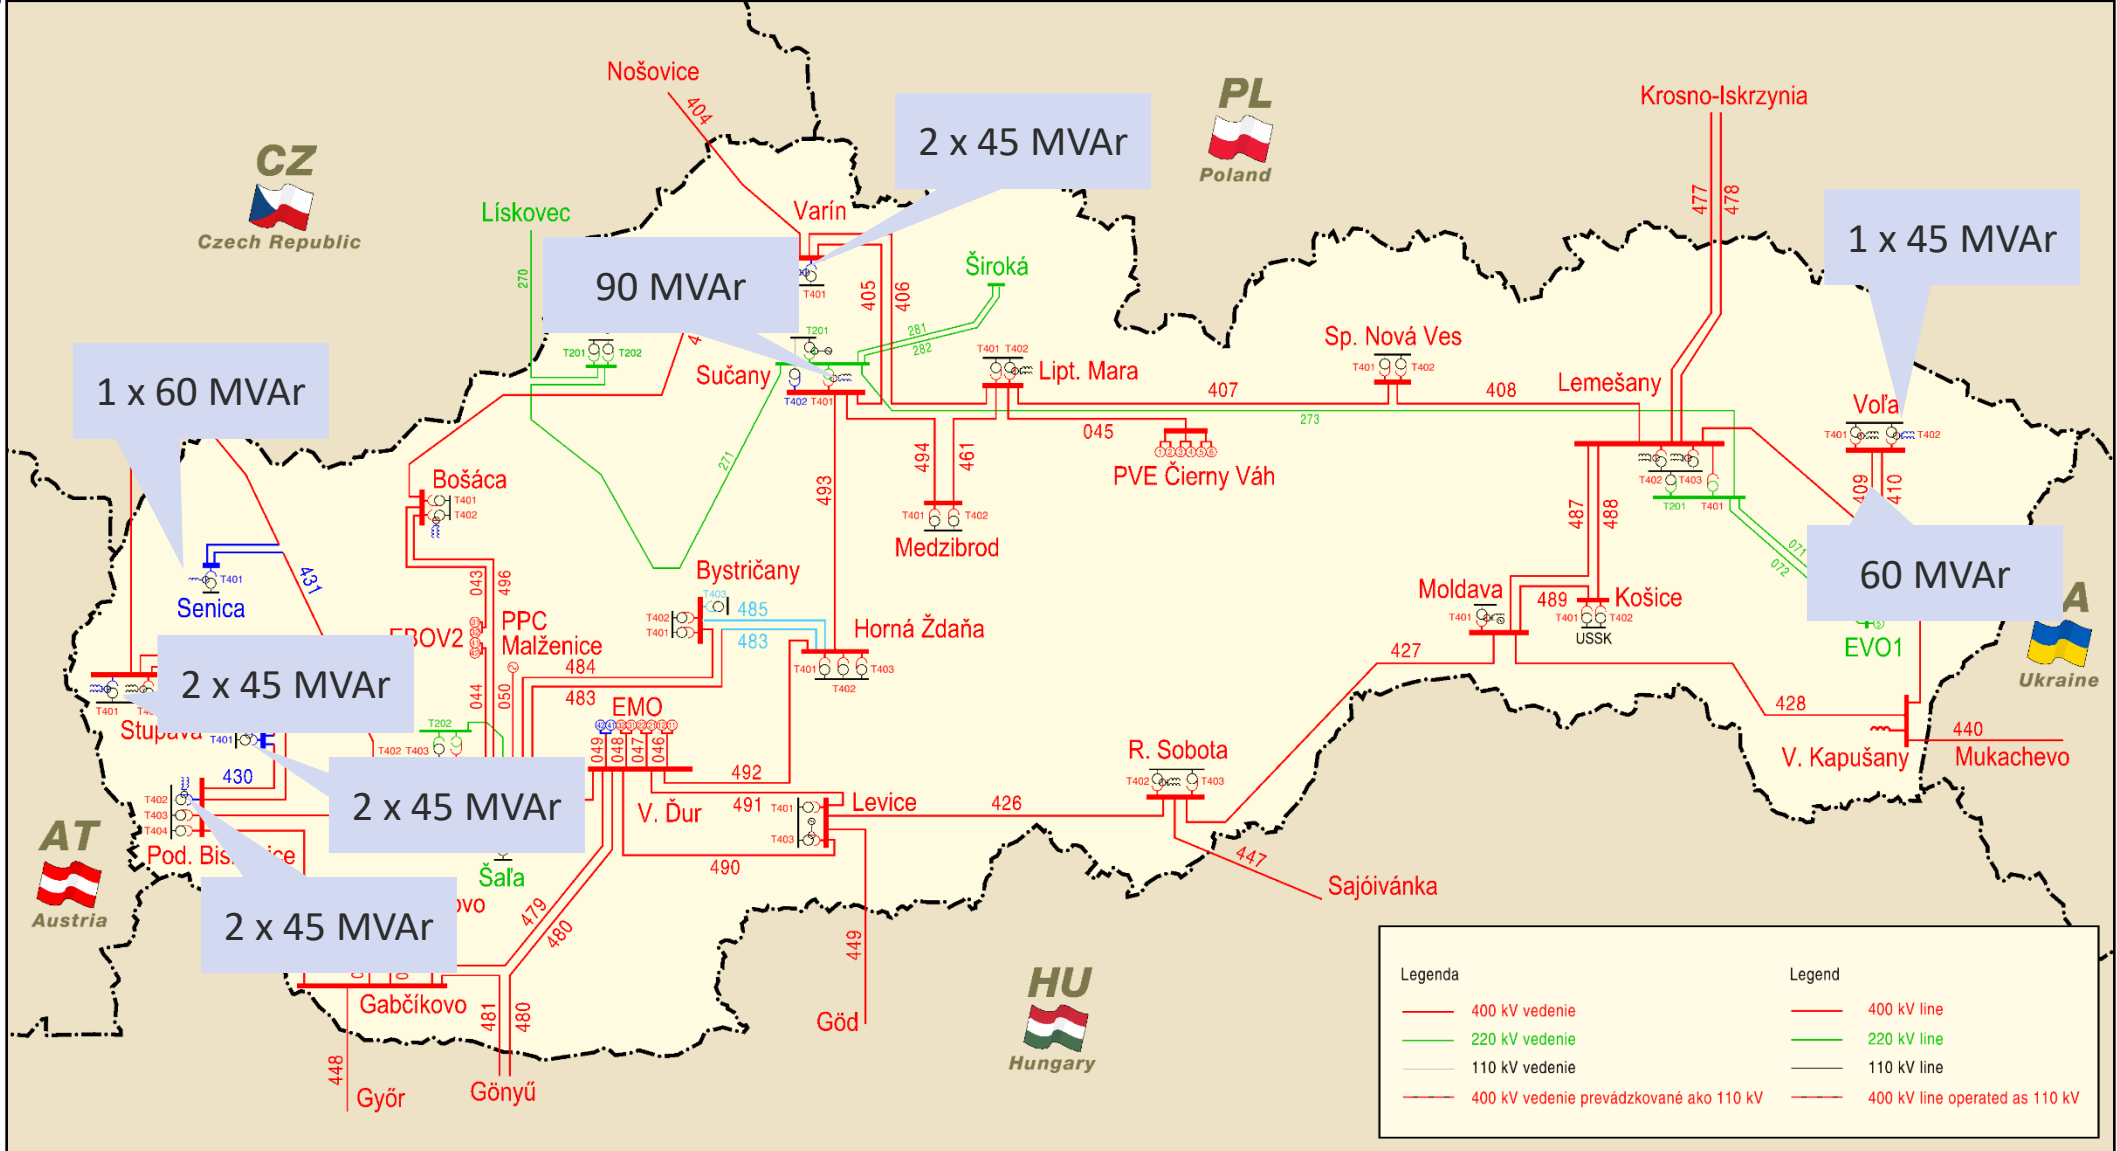 Nošovice
404
PL
Poland
Krosno-Iskrzynia
477
478
CZ
Czech Republic
2 x 45 MVAr
Lískovec
270
Varín
T401
405
406
90 MVAr
Široká
281
282
1 x 45 MVAr
T201
T201
T202
Sučany
T402
T401
T401 T402
Lipt. Mara
Sp. Nová Ves
T401
T402
407
408
273
Lemešany
Voľa
T401
T402
1 x 60 MVAr
045
PVE Čierny Váh
494
461
493
271
Bošáca
T401
T402
T401
T402
Medzibrod
487
488
T402
T403
T201
T401
409
410
071
072
60 MVAr
A
Ukraine
EVO1
T401
Senica
431
043
496
EBOV2
PPC
Malženice
044
050
Bystričany
T403
T402
T401
485
483
484
483
Horná Ždaňa
T401
T403
T402
Moldava
T401
489
Košice
T401
T402
USSK
427
428
V. Kapušany
440
Mukachevo
2 x 45 MVAr
T401
Stupava
T401
430
T402
T403
T404
Pod. Bis
ice
T202
T402
T403
EMO
049
048
047
046
492
491
V. Ďur
490
Levice
T401
T403
426
R. Sobota
T402
T403
447
Sajóivánka
2 x 45 MVAr
Šaľa
AT
Austria
2 x 45 MVAr
ovo
479
480
Gabčíkovo
481
480
448
Győr
Gönyű
449
Göd
HU
Hungary
Legenda
400 kV vedenie
220 kV vedenie
110 kV vedenie
400 kV vedenie prevádzkované ako 110 kV
Legend
400 kV line
220 kV line
110 kV line
400 kV line operated as 110 kV